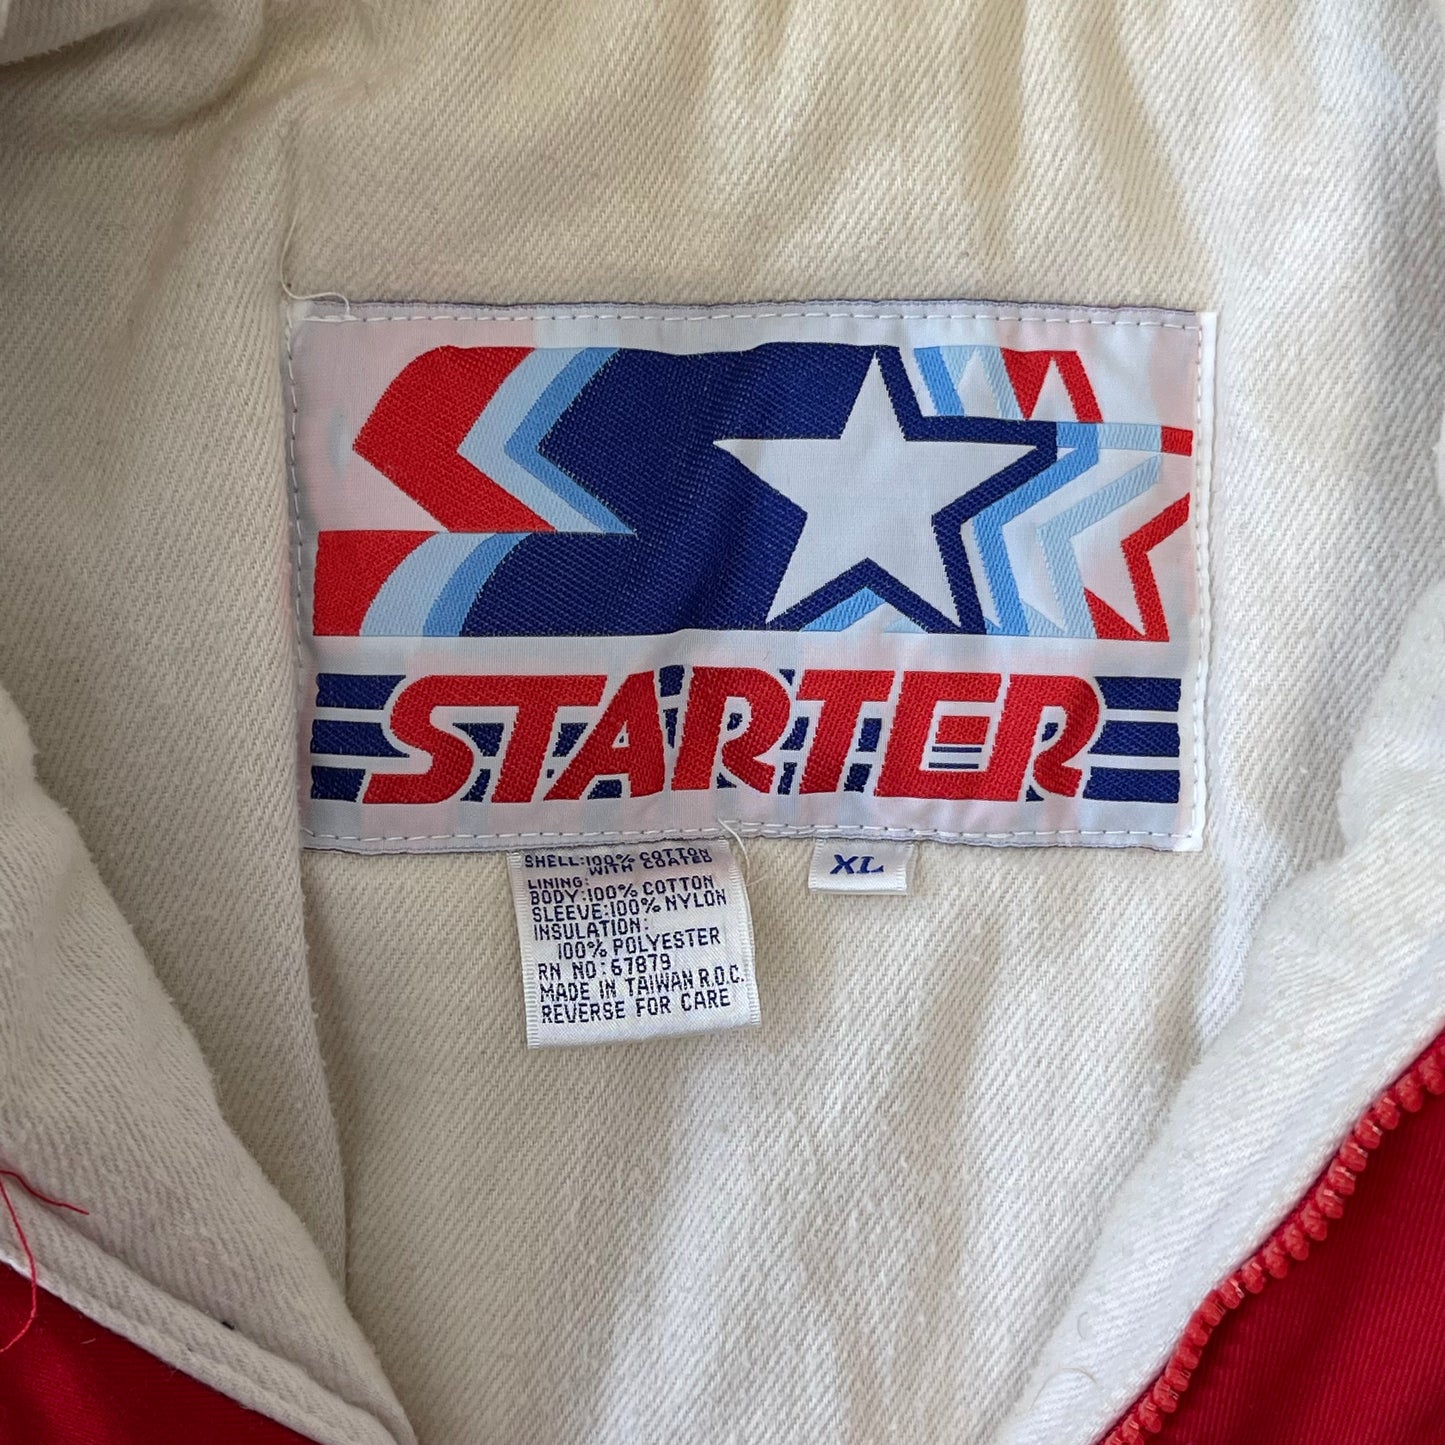 STARTER
SHELL:100% COTTON
WITH COATED
LINING:
BODY:100% COTTON
SLEEVE:100% NYLON
INSULATION:
100% POLYESTER
RN NO:67879
MADE IN TAIWAN R.O.C.
REVERSE FOR CARE
XL